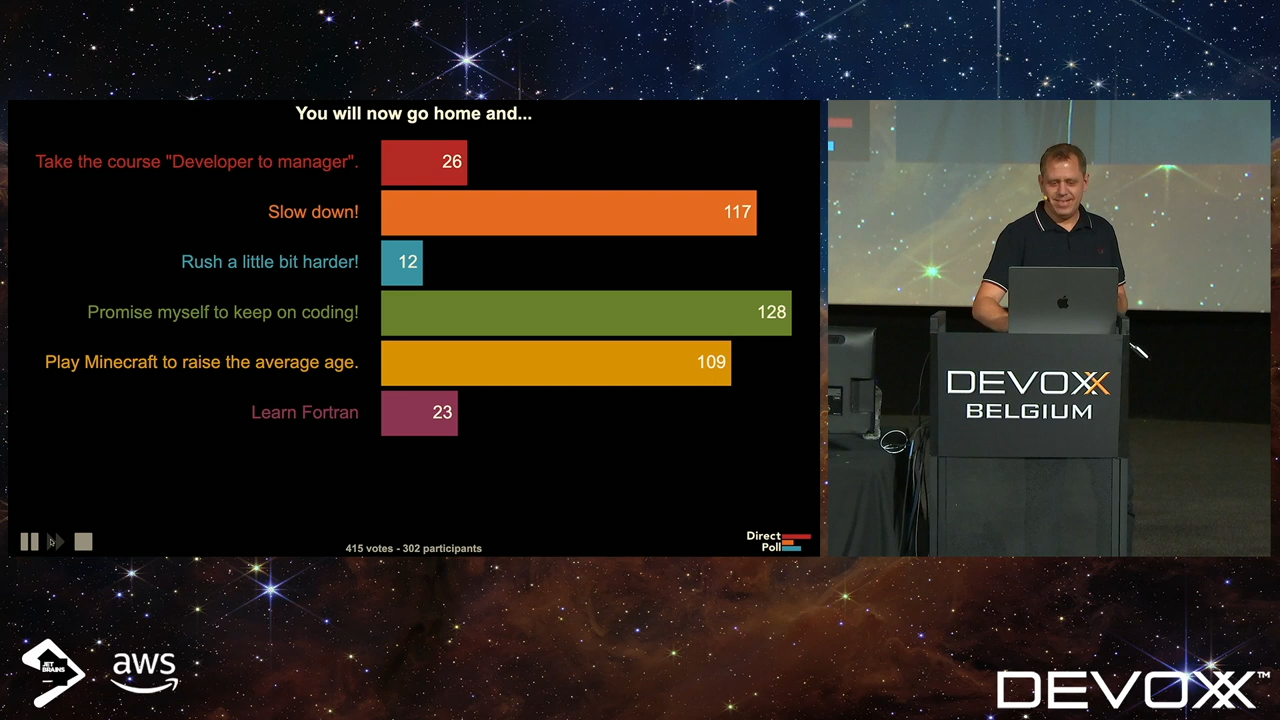 You will now go home and...
Take the course "Developer to manager".
26
Slow down!
117
Rush a little bit harder!
12
Promise myself to keep on coding!
128
Play Minecraft to raise the average age.
109
Learn Fortran
23
415 votes - 302 participants
Direct
Poll
DEVOXX
BELGIUM
JET
BRAINS
aws
DEVOXX™